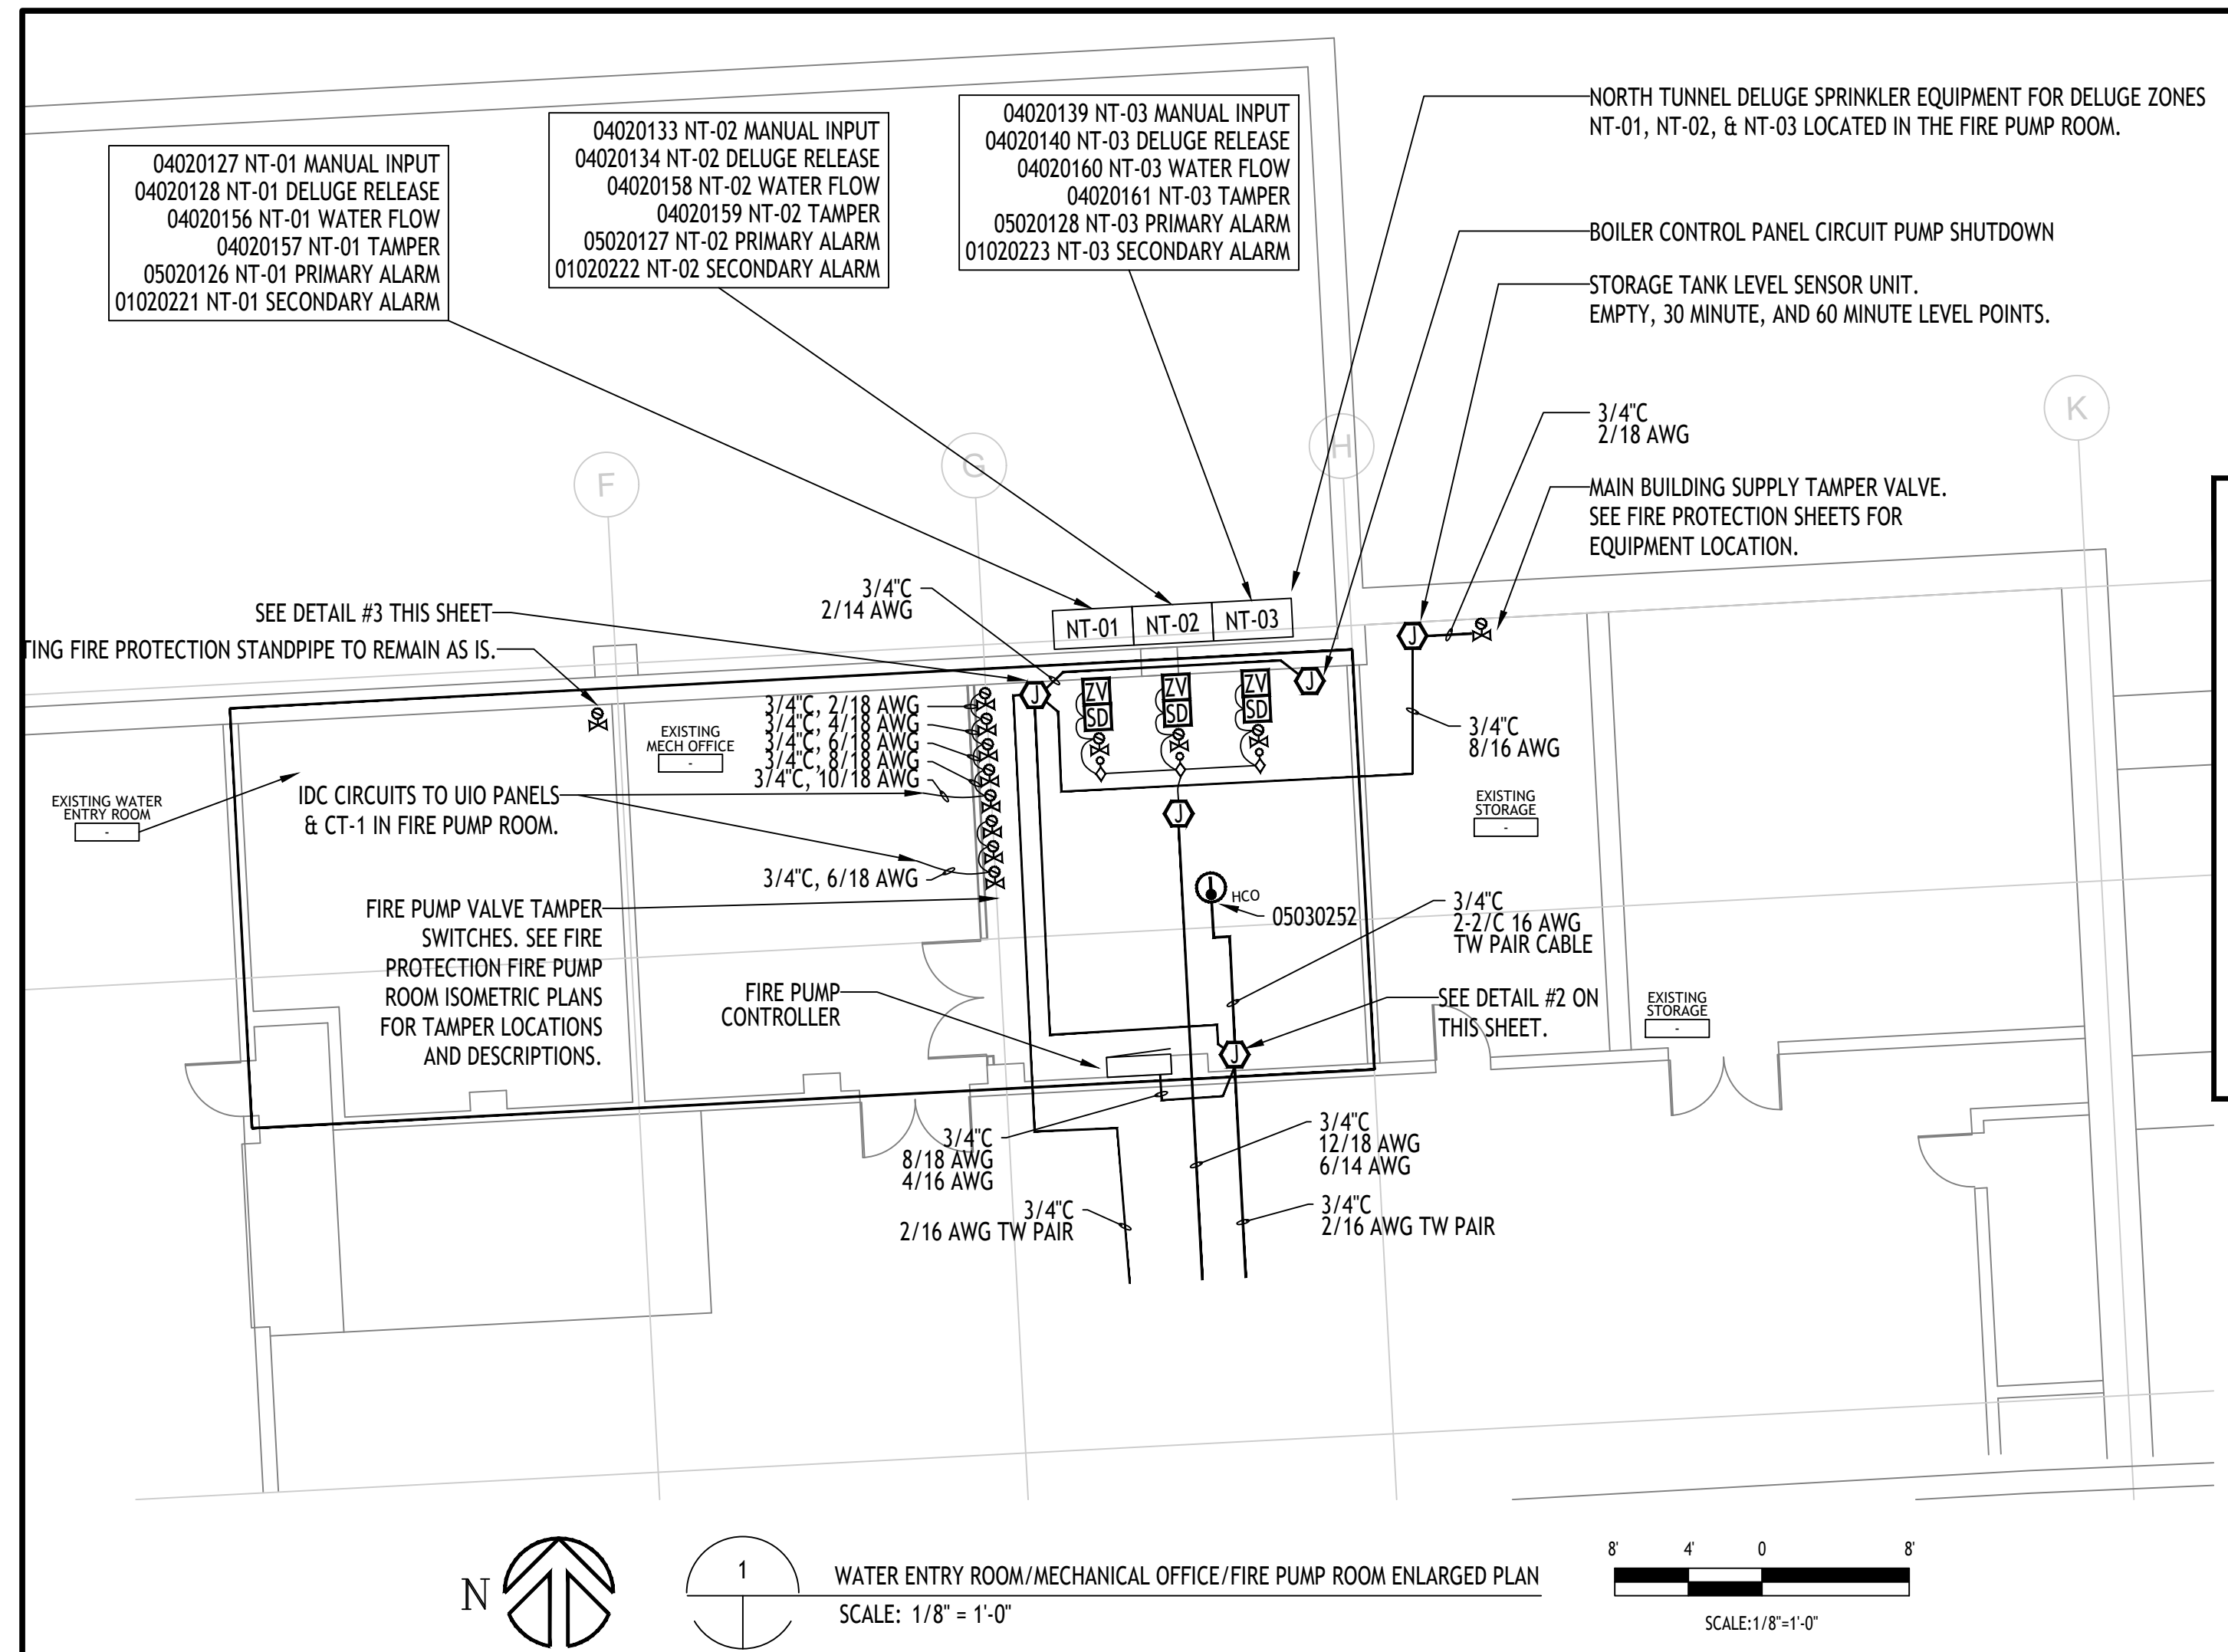 04020127 NT-01 MANUAL INPUT
04020128 NT-01 DELUGE RELEASE
04020156 NT-01 WATER FLOW
04020157 NT-01 TAMPER
05020126 NT-01 PRIMARY ALARM
01020221 NT-01 SECONDARY ALARM
04020133 NT-02 MANUAL INPUT
04020134 NT-02 DELUGE RELEASE
04020158 NT-02 WATER FLOW
04020159 NT-02 TAMPER
05020127 NT-02 PRIMARY ALARM
01020222 NT-02 SECONDARY ALARM
04020139 NT-03 MANUAL INPUT
04020140 NT-03 DELUGE RELEASE
04020160 NT-03 WATER FLOW
04020161 NT-03 TAMPER
05020128 NT-03 PRIMARY ALARM
01020223 NT-03 SECONDARY ALARM
NORTH TUNNEL DELUGE SPRINKLER EQUIPMENT FOR DELUGE ZONES
NT-01, NT-02, & NT-03 LOCATED IN THE FIRE PUMP ROOM.
BOILER CONTROL PANEL CIRCUIT PUMP SHUTDOWN
STORAGE TANK LEVEL SENSOR UNIT.
EMPTY, 30 MINUTE, AND 60 MINUTE LEVEL POINTS.
3/4"C
2/18 AWG
MAIN BUILDING SUPPLY TAMPER VALVE.
SEE FIRE PROTECTION SHEETS FOR
EQUIPMENT LOCATION.
F
G
H
K
3/4"C
2/14 AWG
NT-01
NT-02
NT-03
SEE DETAIL #3 THIS SHEET
TING FIRE PROTECTION STANDPIPE TO REMAIN AS IS.
J
J
J
ZV
SD
ZV
SD
ZV
SD
3/4"C, 2/18 AWG
3/4"C, 4/18 AWG
3/4"C, 6/18 AWG
3/4"C, 8/18 AWG
3/4"C, 10/18 AWG
EXISTING
MECH OFFICE
-
3/4"C
8/16 AWG
EXISTING WATER
ENTRY ROOM
-
IDC CIRCUITS TO UIO PANELS
& CT-1 IN FIRE PUMP ROOM.
J
EXISTING
STORAGE
-
3/4"C, 6/18 AWG
HCO
05030252
FIRE PUMP VALVE TAMPER
SWITCHES. SEE FIRE
PROTECTION FIRE PUMP
ROOM ISOMETRIC PLANS
FOR TAMPER LOCATIONS
AND DESCRIPTIONS.
3/4"C
2-2/C 16 AWG
TW PAIR CABLE
FIRE PUMP
CONTROLLER
SEE DETAIL #2 ON
THIS SHEET.
EXISTING
STORAGE
-
J
3/4"C
8/18 AWG
4/16 AWG
3/4"C
12/18 AWG
6/14 AWG
3/4"C
2/16 AWG TW PAIR
3/4"C
2/16 AWG TW PAIR
N
1
WATER ENTRY ROOM/MECHANICAL OFFICE/FIRE PUMP ROOM ENLARGED PLAN
SCALE: 1/8" = 1'-0"
8' 4' 0 8'
SCALE:1/8"=1'-0"